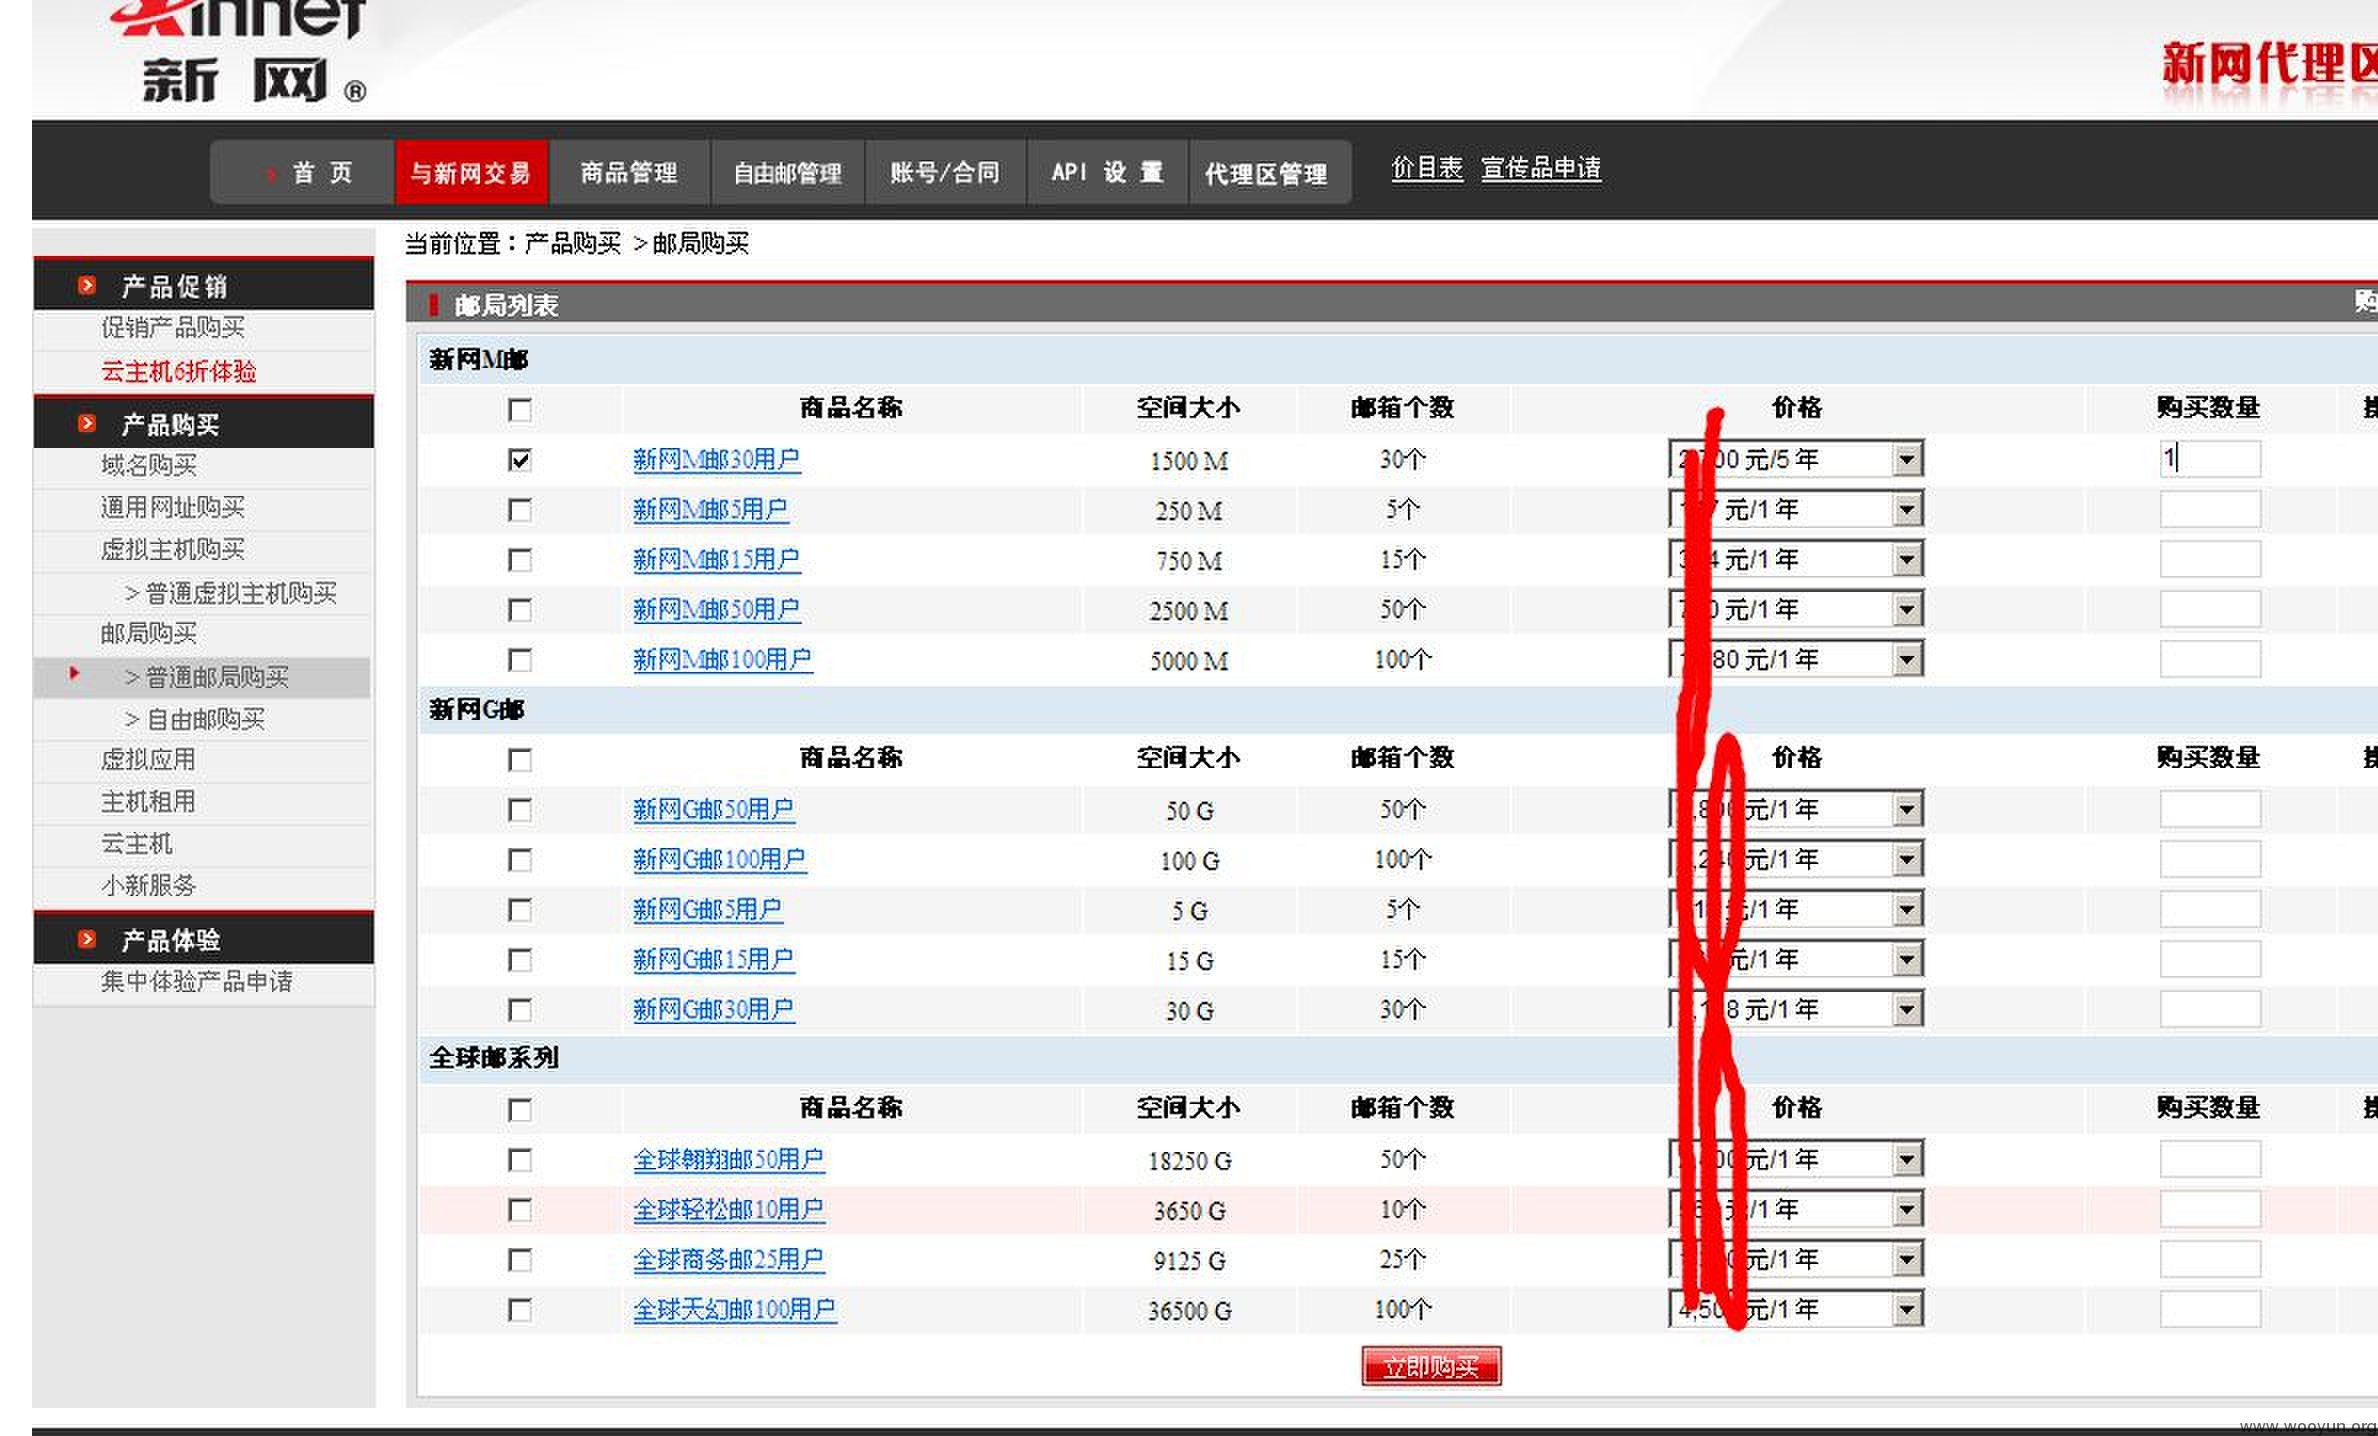 Xinnet
新网®
新网代理区
首 页 与新网交易 商品管理 自由邮管理 账号/合同 API 设 置 代理区管理 价目表 宣传品申请
当前位置：产品购买 >邮局购买
产品促销
促销产品购买
云主机6折体验
产品购买
域名购买
通用网址购买
虚拟主机购买
>普通虚拟主机购买
邮局购买
>普通邮局购买
>自由邮购买
虚拟应用
主机租用
云主机
小新服务
产品体验
集中体验产品申请
邮局列表 购
新网M邮
商品名称 空间大小 邮箱个数 价格 购买数量
新网M邮30用户 1500 M 30个 元/5 年 1
新网M邮5用户 250 M 5个 元/1 年
新网M邮15用户 750 M 15个 元/1 年
新网M邮50用户 2500 M 50个 元/1 年
新网M邮100用户 5000 M 100个 元/1 年
新网G邮
商品名称 空间大小 邮箱个数 价格 购买数量
新网G邮50用户 50 G 50个 元/1 年
新网G邮100用户 100 G 100个 元/1 年
新网G邮5用户 5 G 5个 元/1 年
新网G邮15用户 15 G 15个 元/1 年
新网G邮30用户 30 G 30个 元/1 年
全球邮系列
商品名称 空间大小 邮箱个数 价格 购买数量
全球翱翔邮50用户 18250 G 50个 元/1 年
全球轻松邮10用户 3650 G 10个 元/1 年
全球商务邮25用户 9125 G 25个 元/1 年
全球天幻邮100用户 36500 G 100个 元/1 年
立即购买
www.wooyun.org